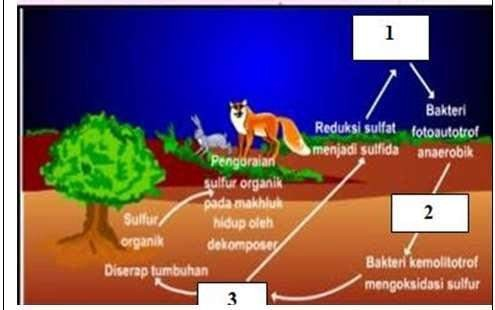 1
Bakteri
fotoautotrof
anaerobik
Reduksi sulfat
menjadi sulfida
Penguraian
sulfur organik
pada makhluk
hidup oleh
dekomposer
Sulfur
organik
2
Diserap tumbuhan
Bakteri kemolitotrof
mengoksidasi sulfur
3